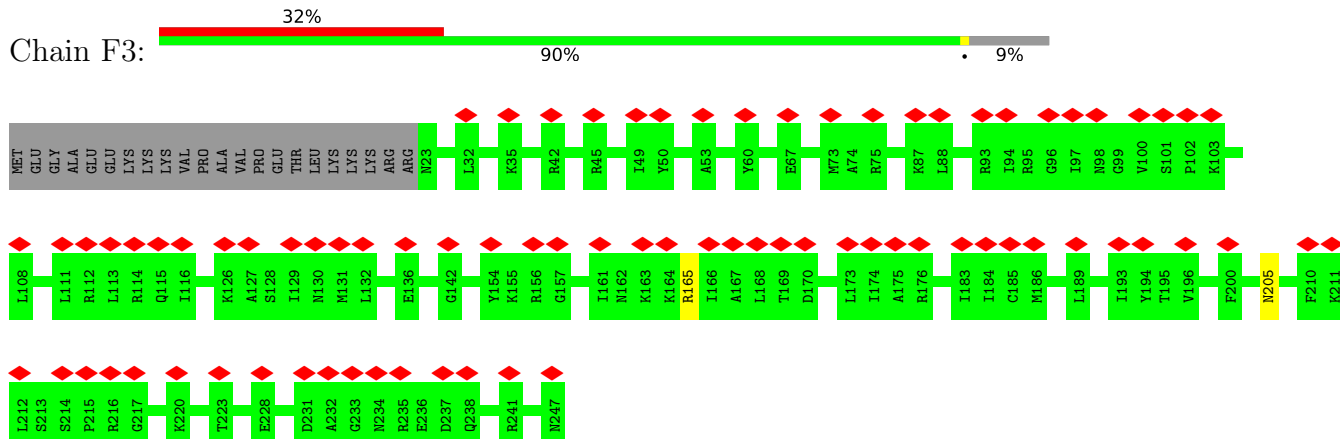 32%
Chain F3:
90% • 9%
MET GLU GLY ALA GLU GLU LYS LYS LYS VAL PRO ALA VAL PRO GLU THR LEU LYS LYS LYS ARG ARG N23 L32 K35 R42 R45 I49 Y50 A53 Y60 E67 M73 A74 R75 K87 L88 R93 I94 R95 G96 I97 N98 G99 V100 S101 P102 K103
L108 L111 R112 L113 R114 Q115 I116 K126 A127 S128 I129 N130 M131 L132 E136 G142 Y154 K155 R156 G157 I161 N162 K163 K164 R165 I166 A167 L168 T169 D170 L173 I174 A175 R176 I183 I184 C185 M186 L189 I193 Y194 T195 V196 F200 N205 F210 K211
L212 S213 S214 P215 R216 G217 K220 T223 E228 D231 A232 G233 N234 R235 E236 D237 Q238 R241 N247